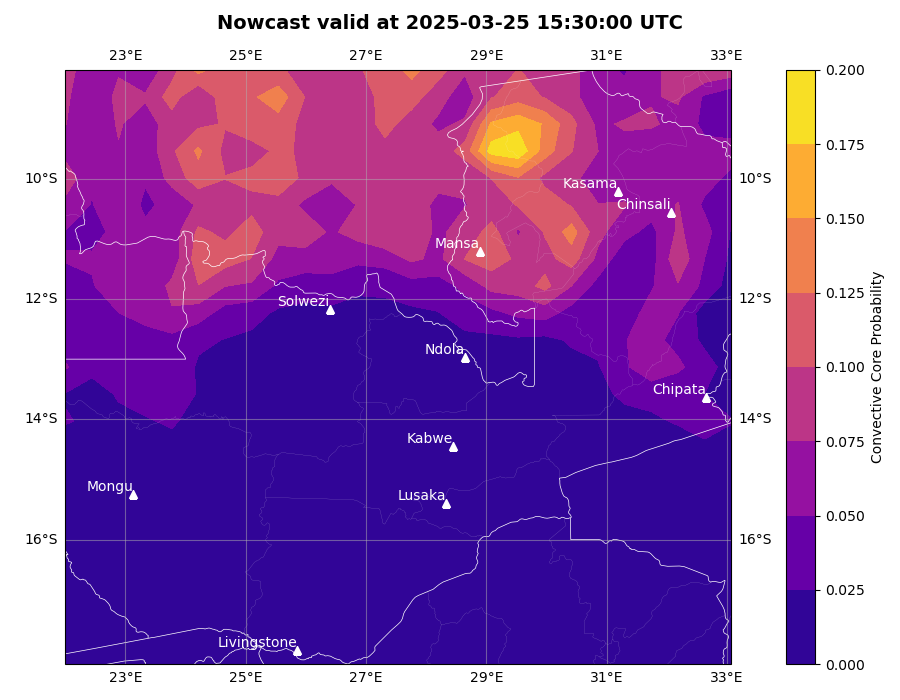 Nowcast valid at 2025-03-25 15:30:00 UTC
23°E 25°E 27°E 29°E 31°E 33°E
0.200
0.175
10°S Kasama 10°S
Chinsali
0.150
Mansa
0.125
12°S Solwezi 12°S
Ndola
0.100
Chipata
14°S 14°S
0.075
Kabwe
Mongu
Lusaka
0.050
16°S 16°S
0.025
Livingstone
0.000
23°E 25°E 27°E 29°E 31°E 33°E
Convective Core Probability